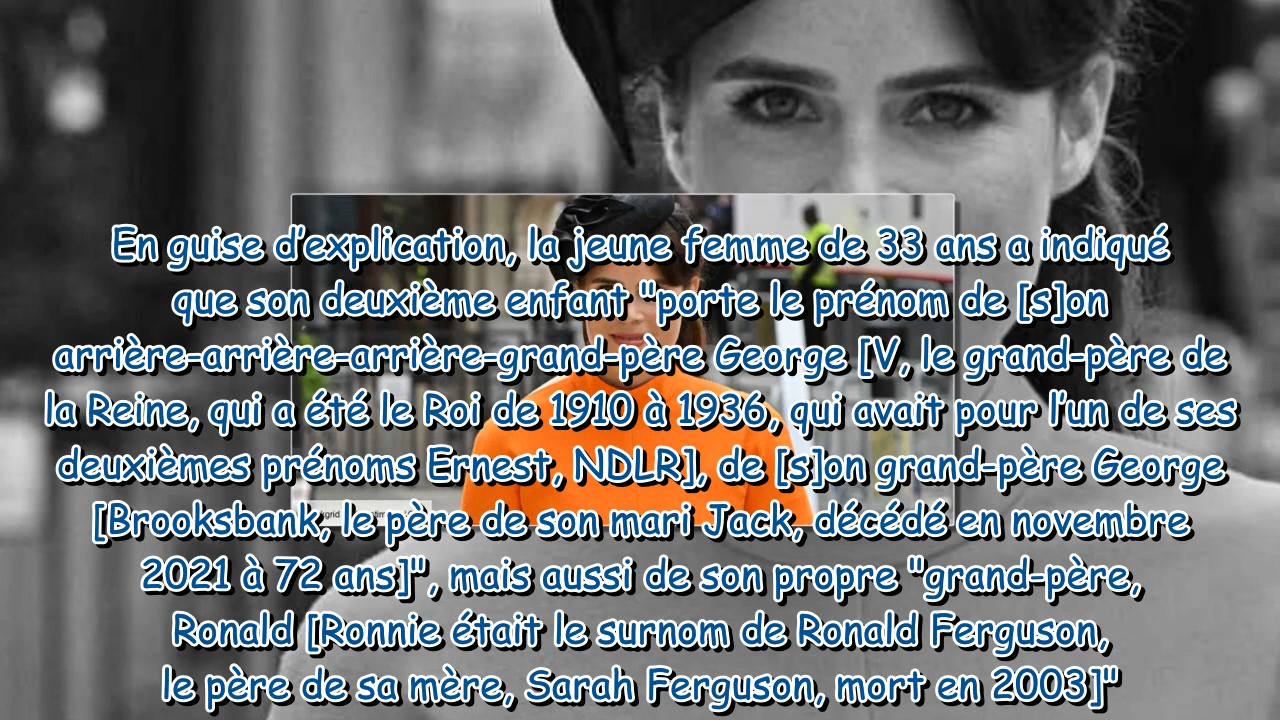 En guise d’explication, la jeune femme de 33 ans a indiqué
que son deuxième enfant "porte le prénom de [s]on
arrière-arrière-arrière-grand-père George [V, le grand-père de
la Reine, qui a été le Roi de 1910 à 1936, qui avait pour l’un de ses
deuxièmes prénoms Ernest, NDLR], de [s]on grand-père George
[Brooksbank, le père de son mari Jack, décédé en novembre
2021 à 72 ans]", mais aussi de son propre "grand-père,
Ronald [Ronnie était le surnom de Ronald Ferguson,
le père de sa mère, Sarah Ferguson, mort en 2003]"